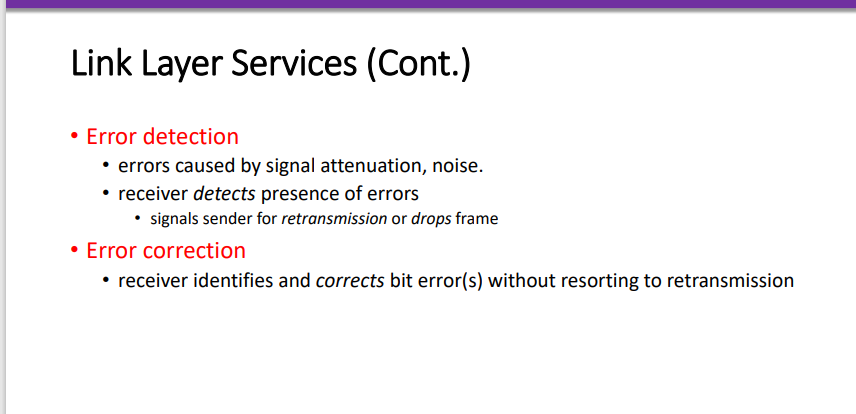 Link Layer Services (Cont.)
• Error detection
• errors caused by signal attenuation, noise.
• receiver detects presence of errors
• signals sender for retransmission or drops frame
• Error correction
• receiver identifies and corrects bit error(s) without resorting to retransmission